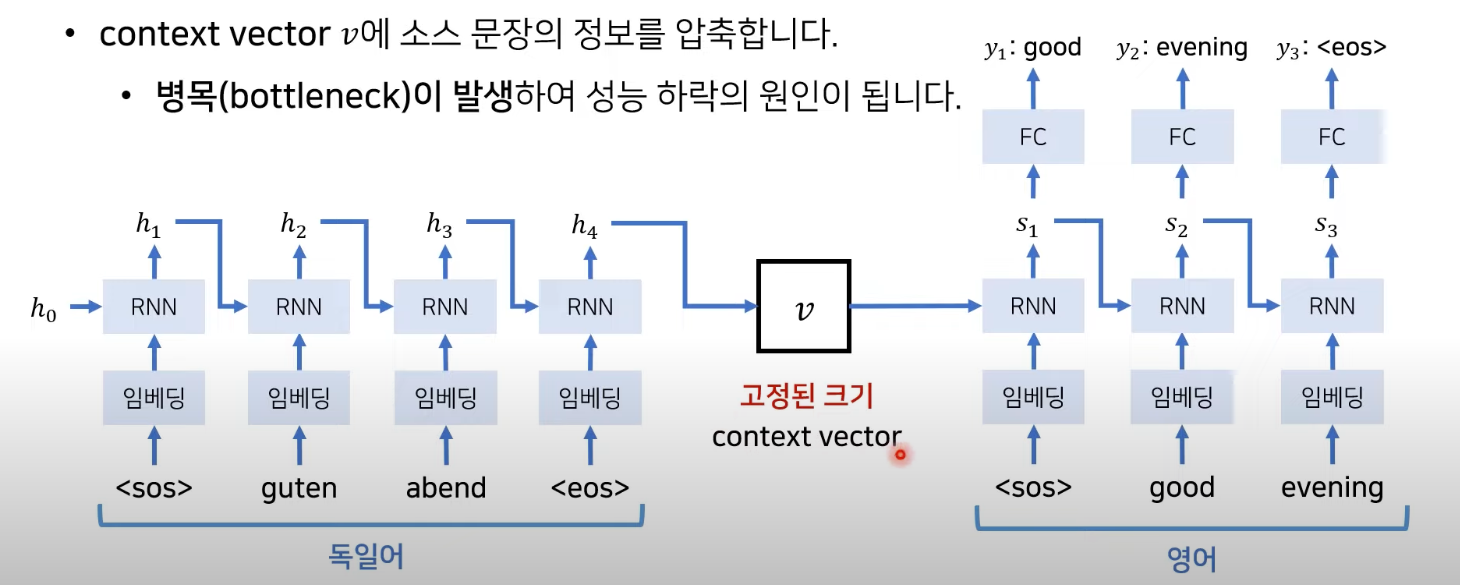 • context vector v에 소스 문장의 정보를 압축합니다.
• 병목(bottleneck)이 발생하여 성능 하락의 원인이 됩니다.
y₁: good y₂: evening y₃: <eos>
FC FC FC
h₁ h₂ h₃ h₄ s₁ s₂ s₃
h₀ RNN RNN RNN RNN v RNN RNN RNN
임베딩 임베딩 임베딩 임베딩 고정된 크기 임베딩 임베딩 임베딩
context vector
<sos> guten abend <eos> <sos> good evening
독일어 영어